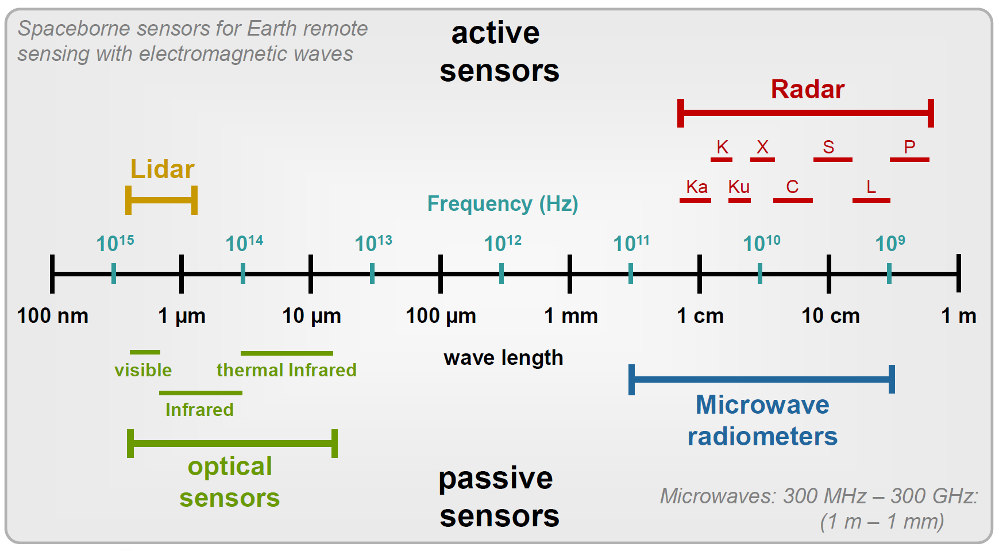 Spaceborne sensors for Earth remote
sensing with electromagnetic waves
active
sensors
Radar
K X S P
Lidar
Ka Ku C L
Frequency (Hz)
10¹⁵ 10¹⁴ 10¹³ 10¹² 10¹¹ 10¹⁰ 10⁹
100 nm 1 µm 10 µm 100 µm 1 mm 1 cm 10 cm 1 m
wave length
visible thermal Infrared
Infrared
Microwave
radiometers
optical
sensors
passive
sensors
Microwaves: 300 MHz – 300 GHz:
(1 m – 1 mm)